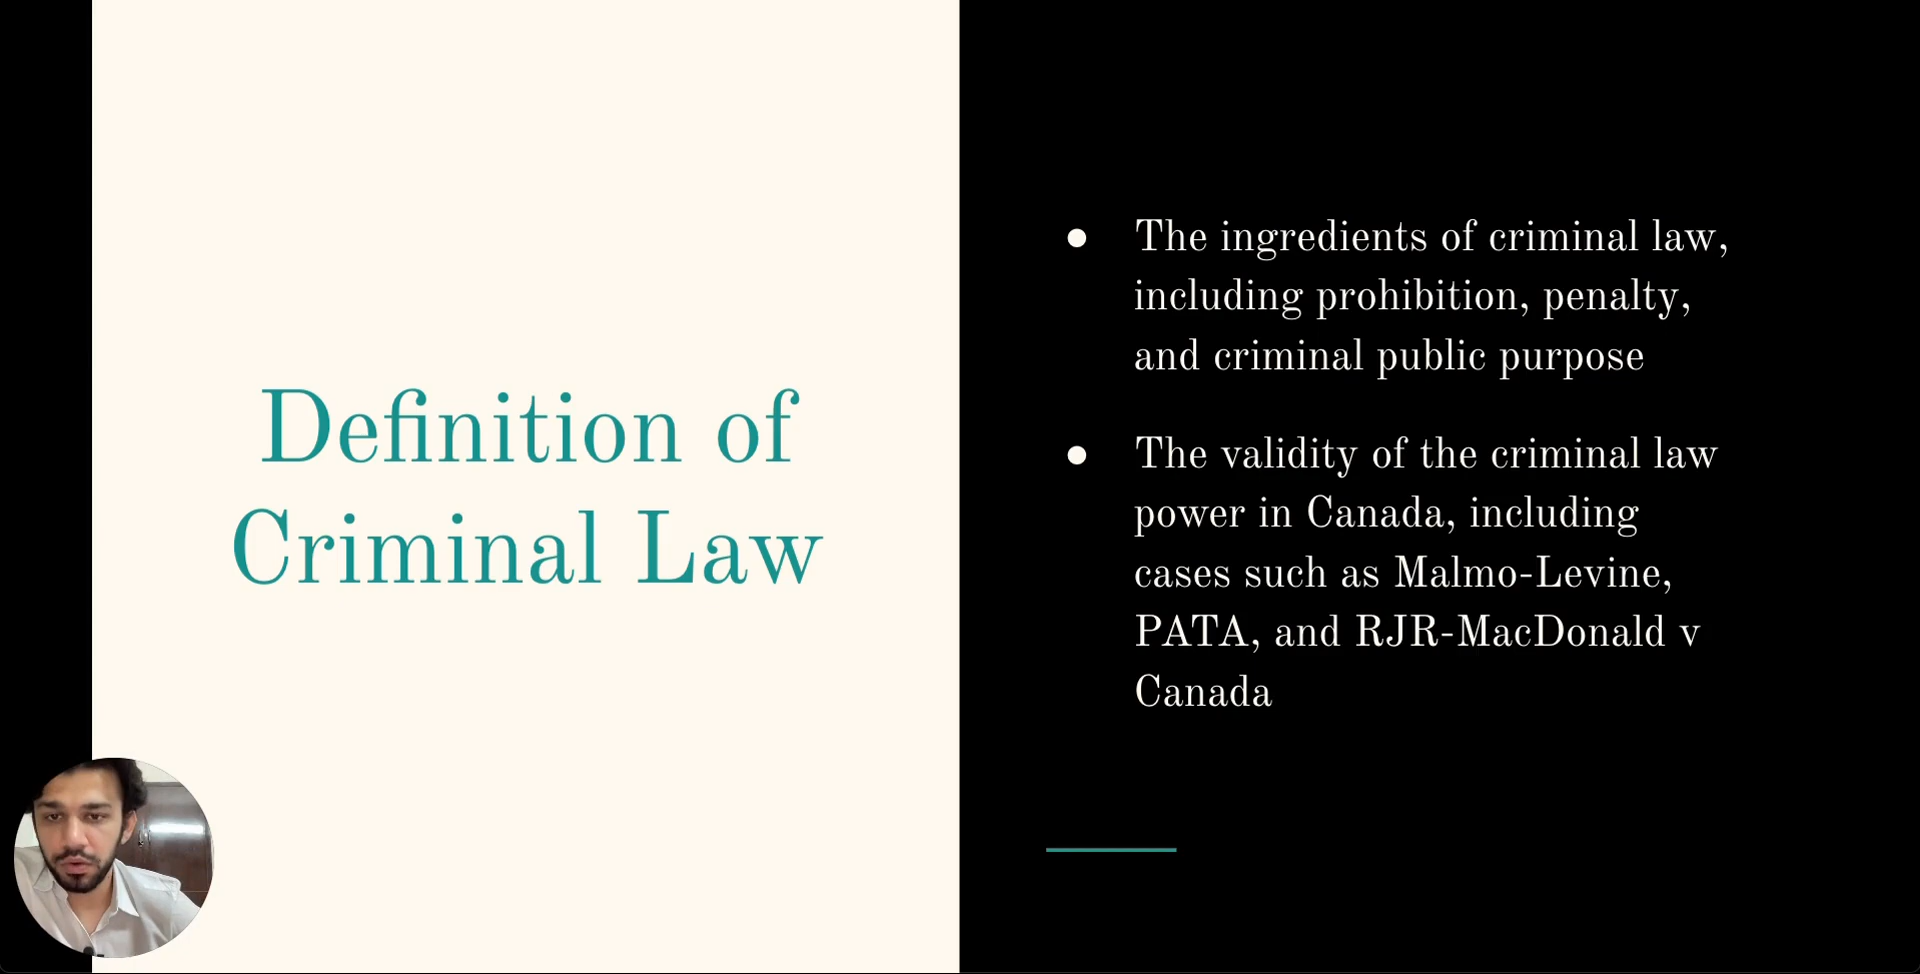 Definition of
Criminal Law
The ingredients of criminal law,
including prohibition, penalty,
and criminal public purpose
The validity of the criminal law
power in Canada, including
cases such as Malmo-Levine,
PATA, and RJR-MacDonald v
Canada